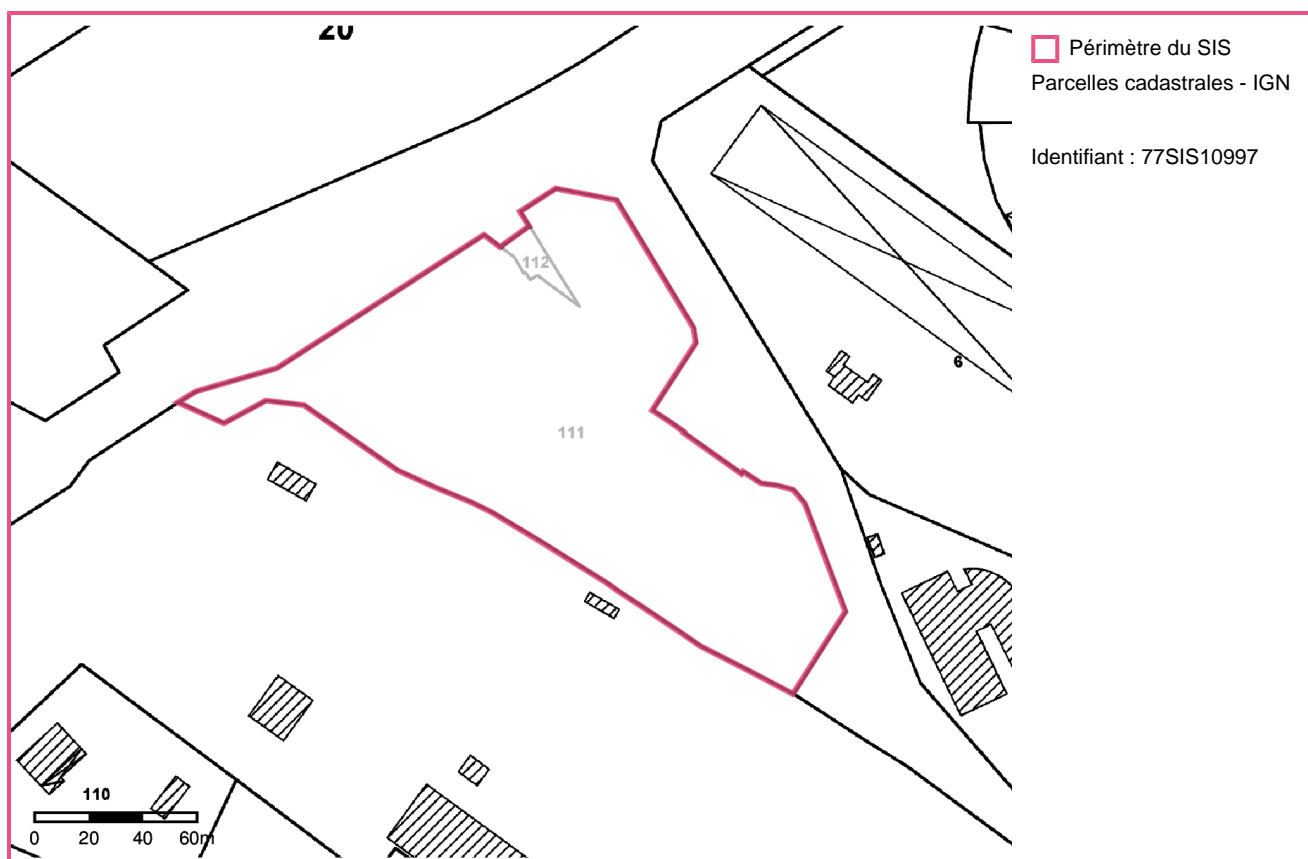 20
Périmètre du SIS
Parcelles cadastrales - IGN
Identifiant : 77SIS10997
112
6
111
110
0 20 40 60m